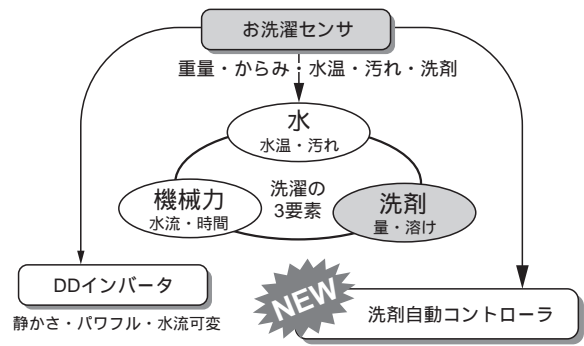 お洗濯センサ
重量・からみ・水温・汚れ・洗剤
水
水温・汚れ
洗濯の
3要素
機械力
水流・時間
洗剤
量・溶け
DDインバータ
静かさ・パワフル・水流可変
NEW
洗剤自動コントローラ